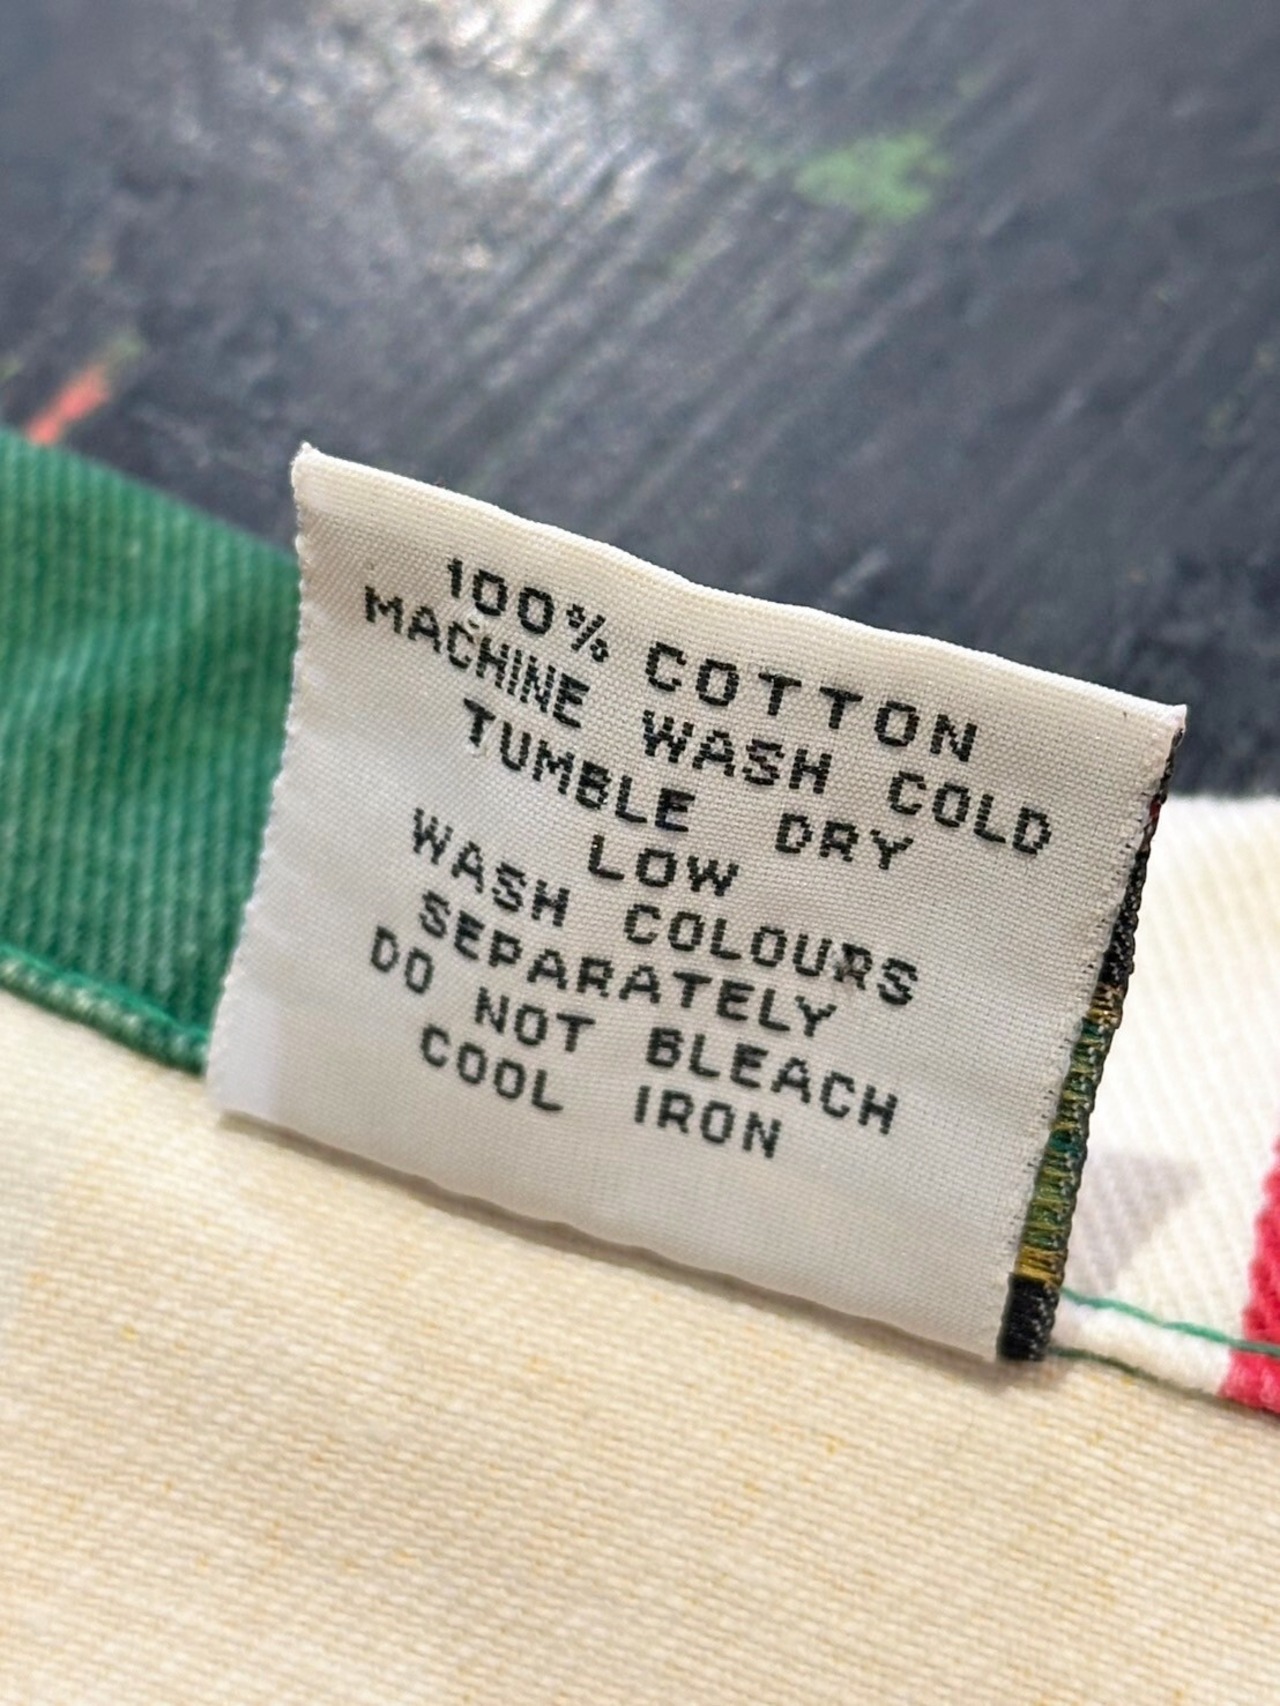 100% COTTON
MACHINE WASH COLD
TUMBLE DRY
LOW
WASH COLOURS
SEPARATELY
DO NOT BLEACH
COOL IRON